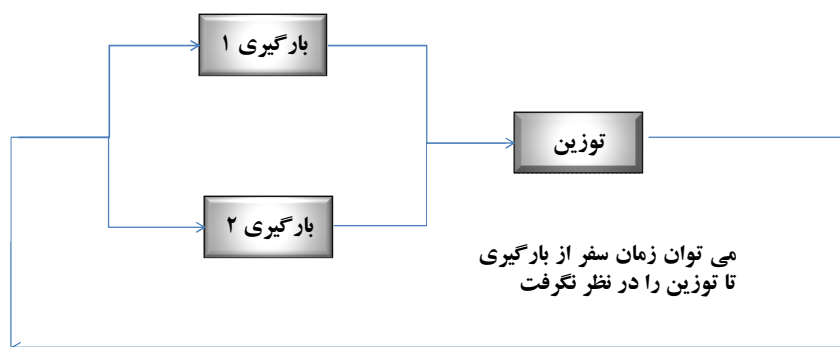 بارگیری ۱
توزین
بارگیری ۲
می توان زمان سفر از بارگیری
تا توزین را در نظر نگرفت